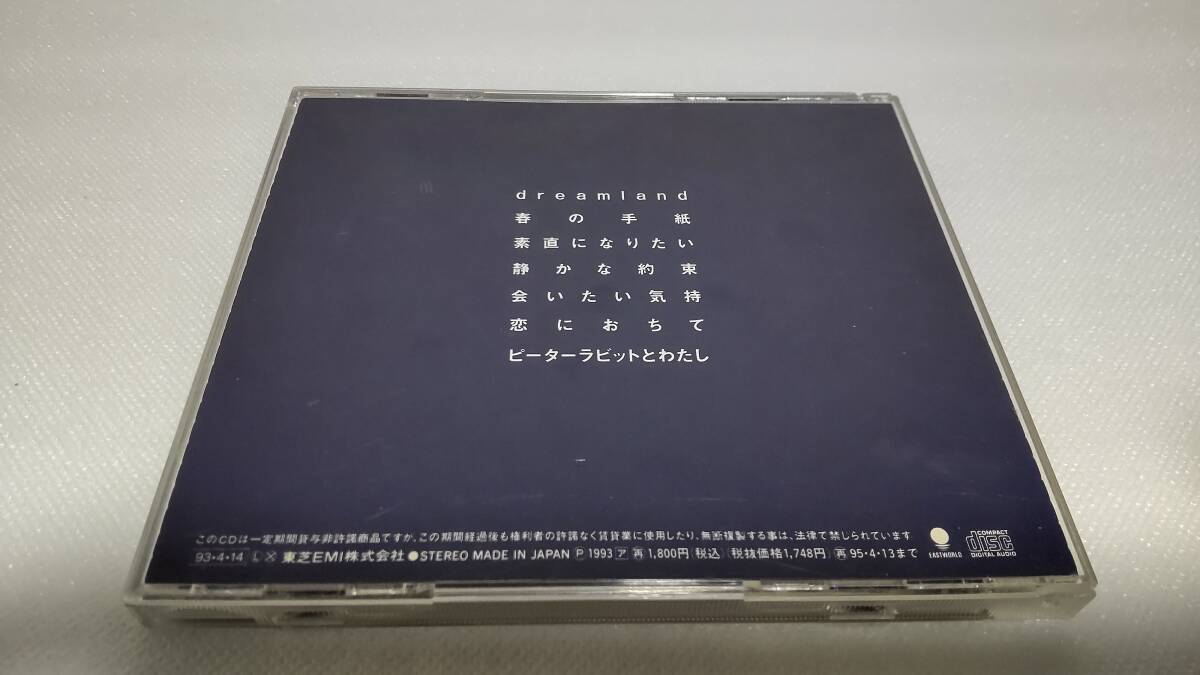 dreamland
春の手紙
素直になりたい
静かな約束
会いたい気持
恋におちて
ピーターラビットとわたし
このCDは一定期間貸与非許諾商品ですが、この期間経過後も権利者の許諾なく賃貸業に使用したり、無断複製する事は、法律で禁じられています
93・4・14 Ⓛ 東芝EMI株式会社 ●STEREO MADE IN JAPAN Ⓟ 1993 ア 再 1,800円(税込)(税抜価格1,748円) 再 95・4・13まで
EASTWORLD
COMPACT
disc
DIGITAL AUDIO